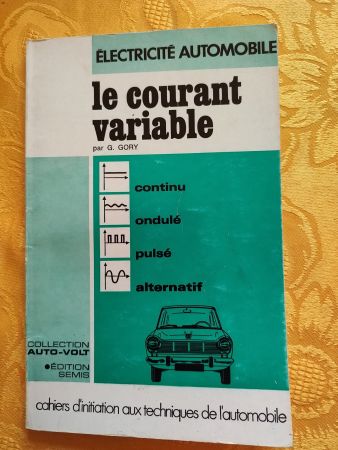 ÉLECTRICITÉ AUTOMOBILE
le courant
variable
par G. GORY
continu
ondulé
pulsé
alternatif
COLLECTION
AUTO-VOLT
•ÉDITION
SEMIS
cahiers d'initiation aux techniques de l'automobile